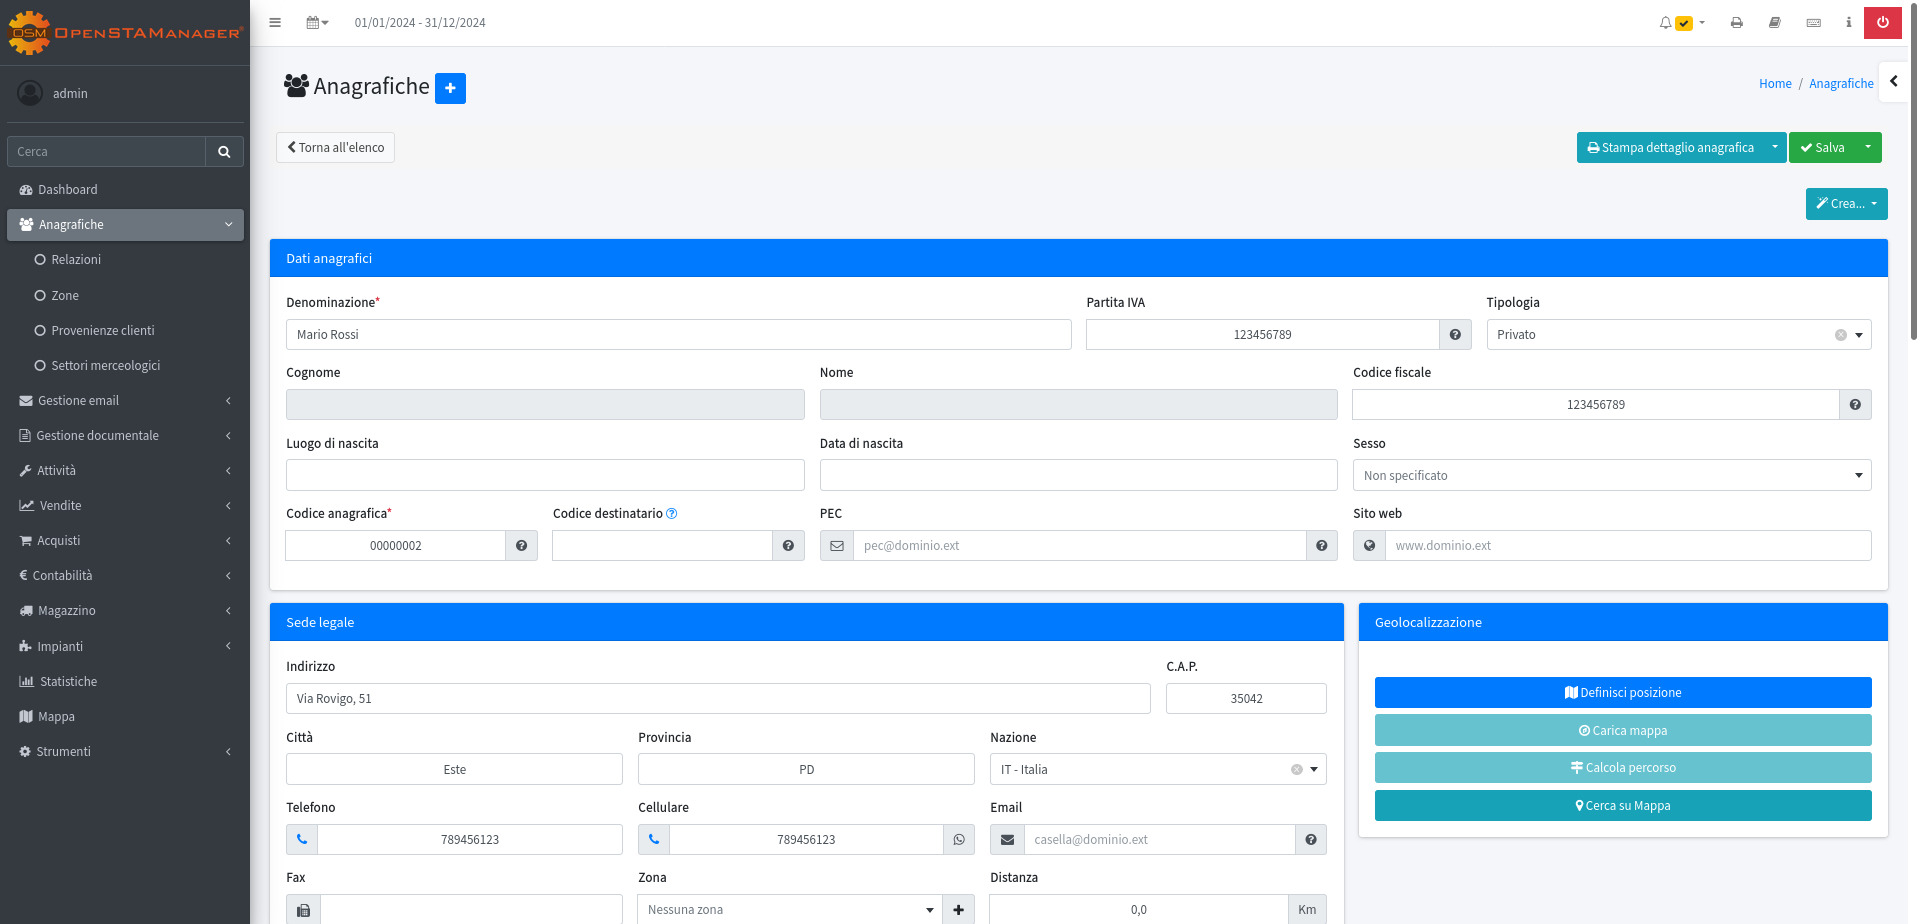 OSM OpenSTAManager®
01/01/2024 - 31/12/2024
admin
Cerca
Dashboard
Anagrafiche
Relazioni
Zone
Provenienze clienti
Settori merceologici
Gestione email
Gestione documentale
Attività
Vendite
Acquisti
Contabilità
Magazzino
Impianti
Statistiche
Mappa
Strumenti
Anagrafiche
Home / Anagrafiche
Torna all'elenco
Stampa dettaglio anagrafica
Salva
Crea...
Dati anagrafici
Denominazione* Partita IVA Tipologia
Mario Rossi 123456789 Privato
Cognome Nome Codice fiscale
123456789
Luogo di nascita Data di nascita Sesso
Non specificato
Codice anagrafica* Codice destinatario PEC Sito web
00000002 pec@dominio.ext www.dominio.ext
Sede legale
Indirizzo C.A.P.
Via Rovigo, 51 35042
Città Provincia Nazione
Este PD IT - Italia
Telefono Cellulare Email
789456123 789456123 casella@dominio.ext
Fax Zona Distanza
Nessuna zona 0,0 Km
Geolocalizzazione
Definisci posizione
Carica mappa
Calcola percorso
Cerca su Mappa